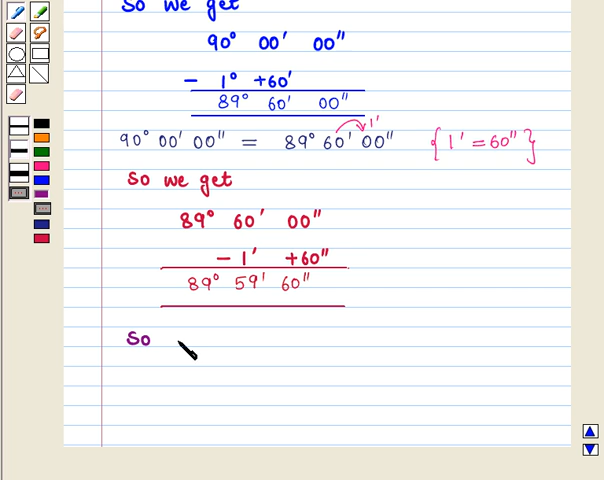 So we get
90° 00' 00"
- 1° +60'
89° 60' 00"
1'
90° 00' 00" = 89° 60' 00" {1' = 60"}
So we get
89° 60' 00"
- 1' +60"
89° 59' 60"
So